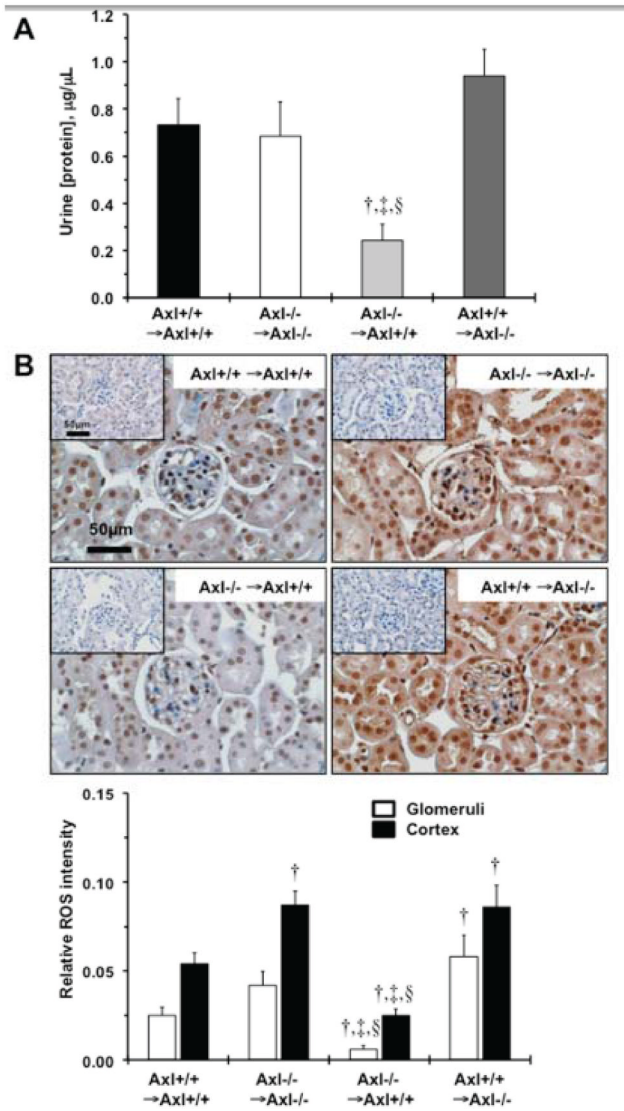 A
Urine [protein], µg/µL
1.2
1.0
0.8
0.6
0.4
0.2
0.0
†,‡,§
Axl+/+
→Axl+/+
Axl-/-
→Axl-/-
Axl-/-
→Axl+/+
Axl+/+
→Axl-/-
B
Axl+/+ →Axl+/+
50µm
50µm
Axl-/- →Axl-/-
Axl-/- →Axl+/+
Axl+/+ →Axl-/-
Relative ROS intensity
0.15
0.10
0.05
0.00
Glomeruli
Cortex
†
†,‡,§
†,‡,§
†
†
Axl+/+
→Axl+/+
Axl-/-
→Axl-/-
Axl-/-
→Axl+/+
Axl+/+
→Axl-/-